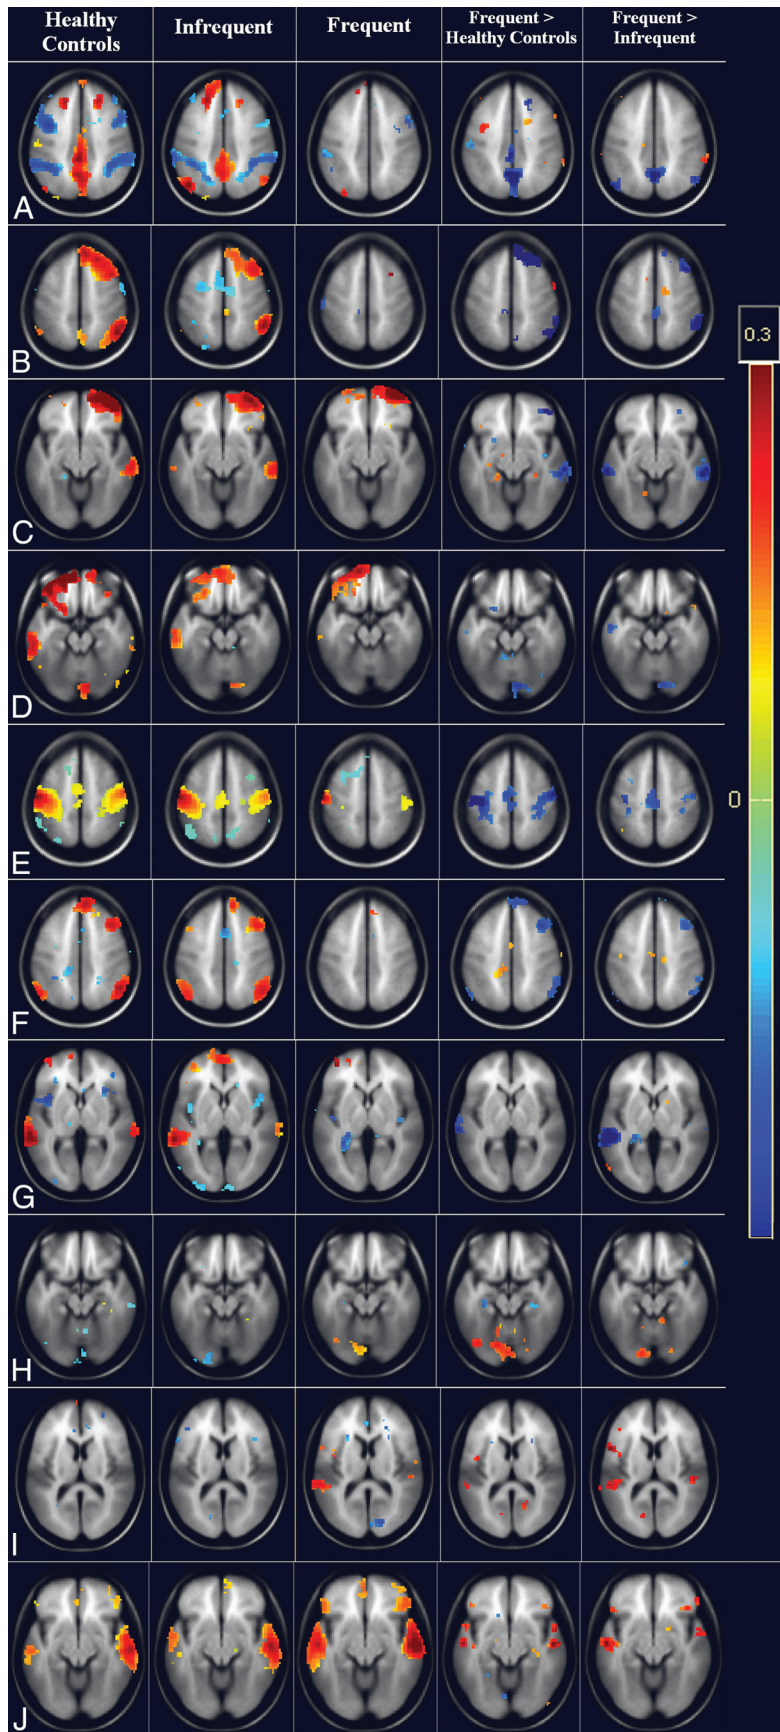 Healthy
Controls
Infrequent
Frequent
Frequent >
Healthy Controls
Frequent >
Infrequent
A
B
0.3
C
D
E
0
F
G
H
I
J